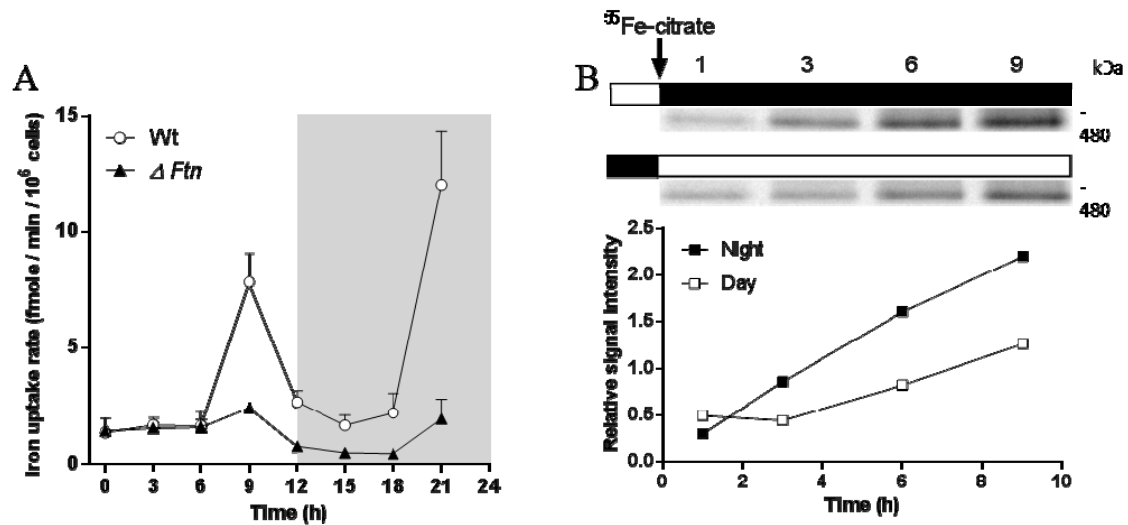 A
Iron uptake rate (fmole / min / 10⁶ cells)
15
10
5
0
Wt
Δ Ftn
0 3 6 9 12 15 18 21 24
Time (h)
B
⁵⁵Fe-citrate
1 3 6 9 kDa
-
480
-
480
Relative signal intensity
2.5
2.0
1.5
1.0
0.5
0.0
Night
Day
0 2 4 6 8 10
Time (h)